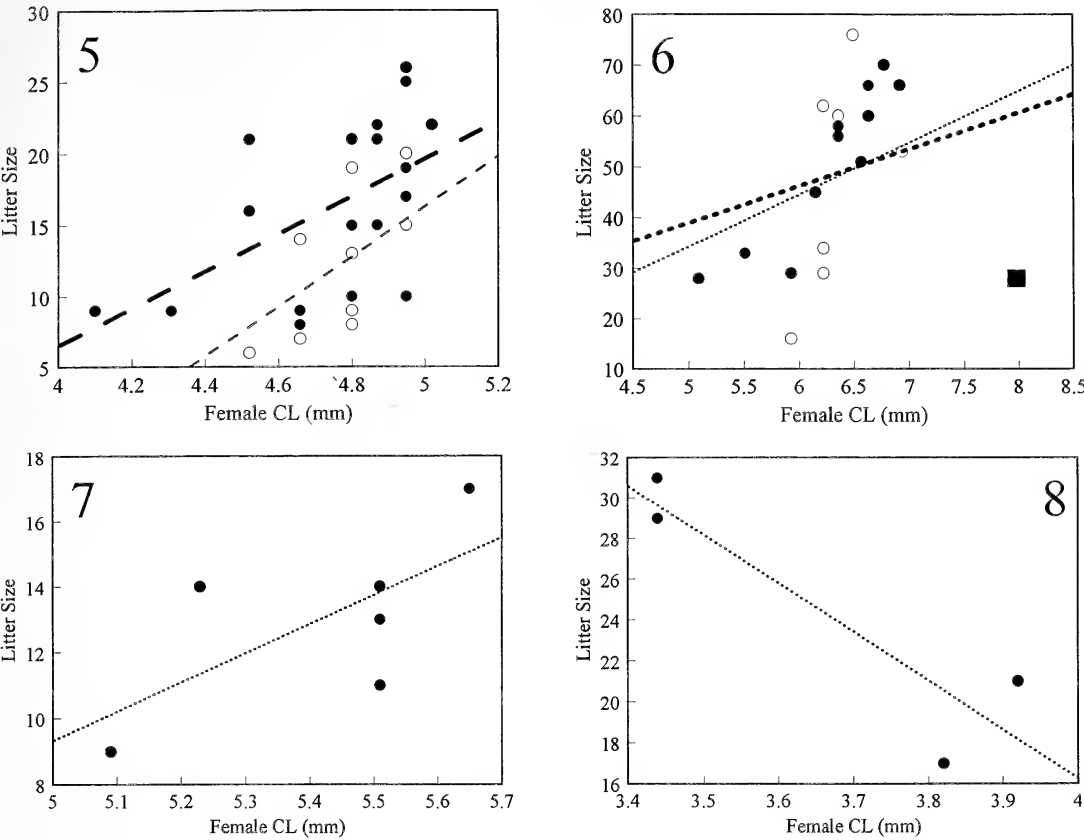 5
30
25
20
15
10
5
Litter Size
4 4.2 4.4 4.6 4.8 5 5.2
Female CL (mm)
6
80
70
60
50
40
30
20
10
Litter Size
4.5 5 5.5 6 6.5 7 7.5 8 8.5
Female CL (mm)
7
18
16
14
12
10
8
Litter Size
5 5.1 5.2 5.3 5.4 5.5 5.6 5.7
Female CL (mm)
8
32
30
28
26
24
22
20
18
16
Litter Size
3.4 3.5 3.6 3.7 3.8 3.9 4
Female CL (mm)